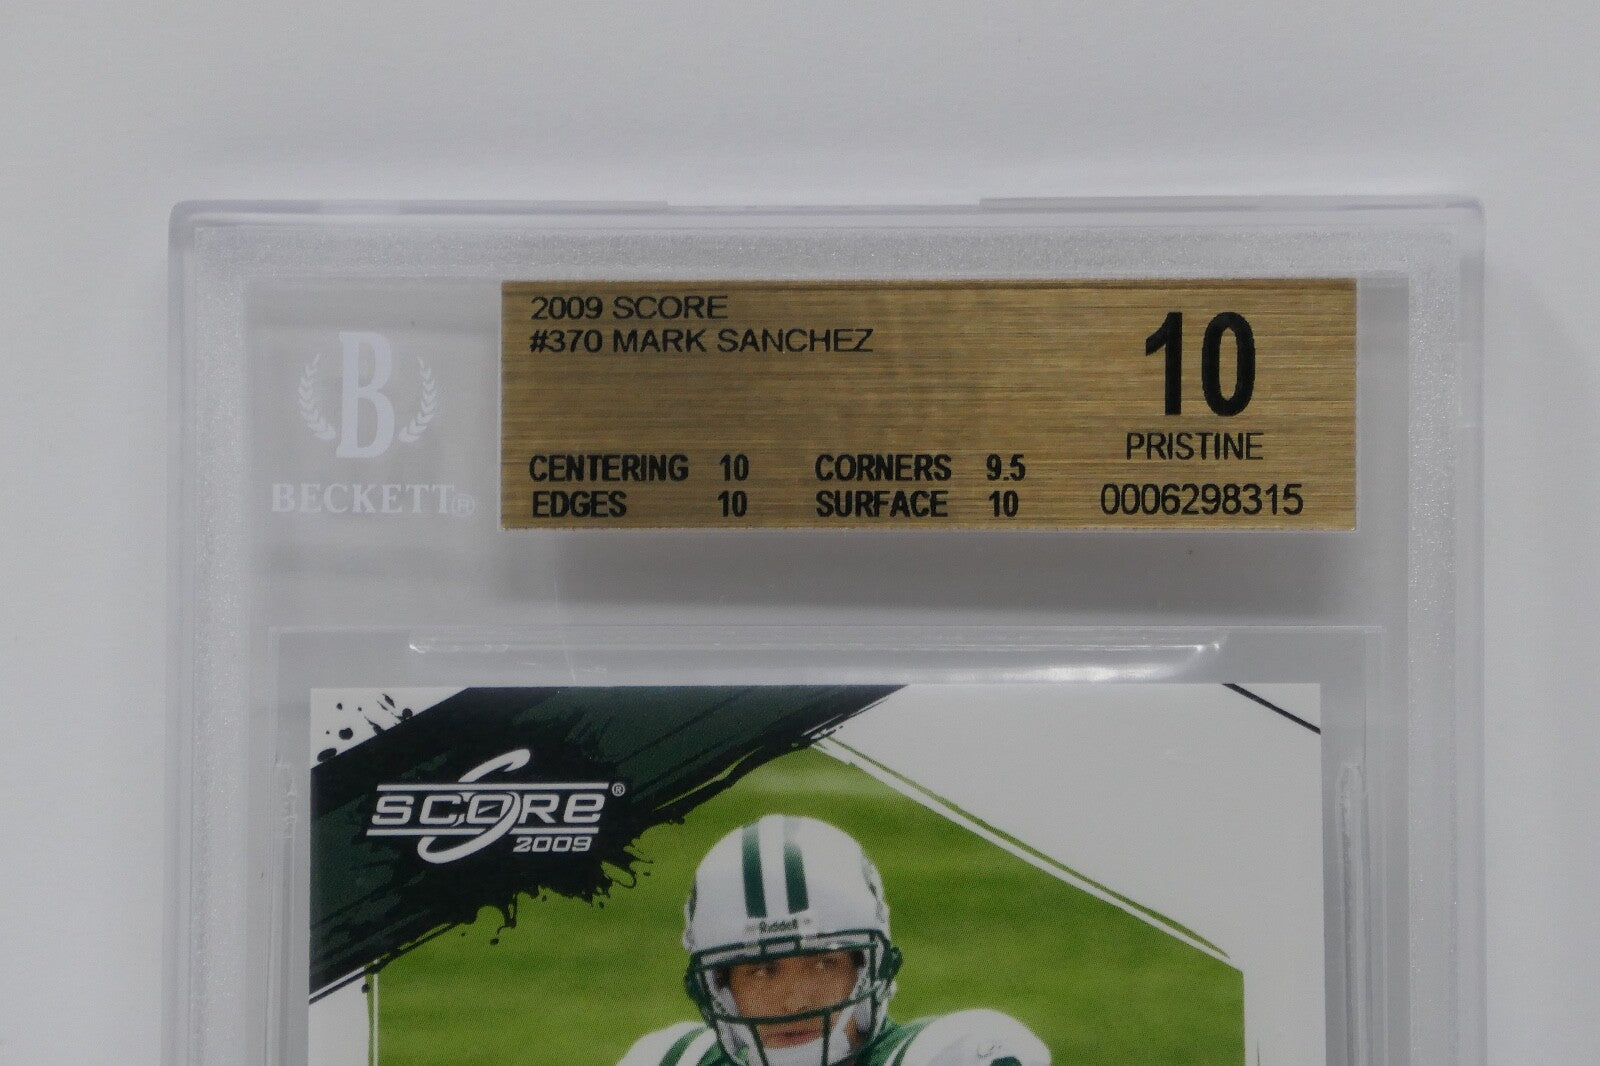 2009 SCORE
#370 MARK SANCHEZ
10
PRISTINE
CENTERING 10 CORNERS 9.5
EDGES 10 SURFACE 10
0006298315
B
BECKETT®
SCORE®
2009
Riddell